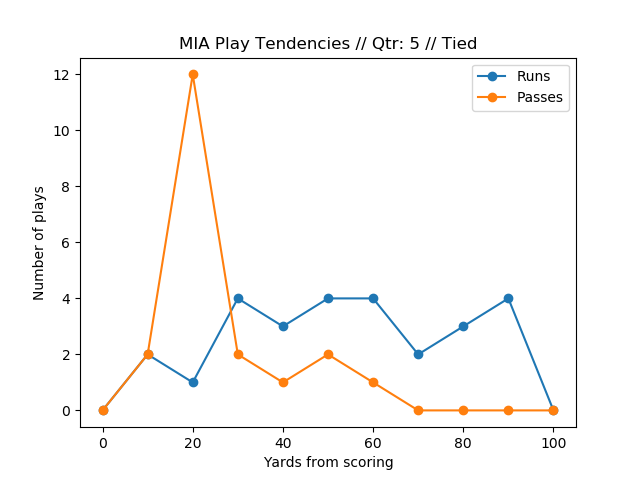 MIA Play Tendencies // Qtr: 5 // Tied
Runs
Passes
Number of plays
12
10
8
6
4
2
0
0 20 40 60 80 100
Yards from scoring